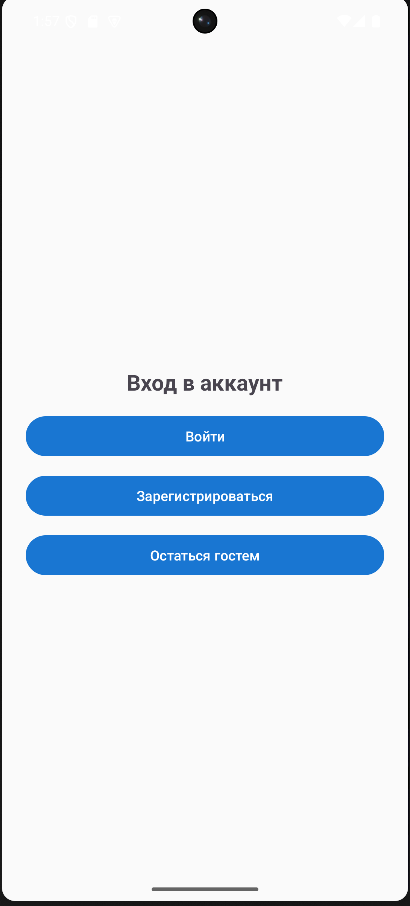 Вход в аккаунт
Войти
Зарегистрироваться
Остаться гостем